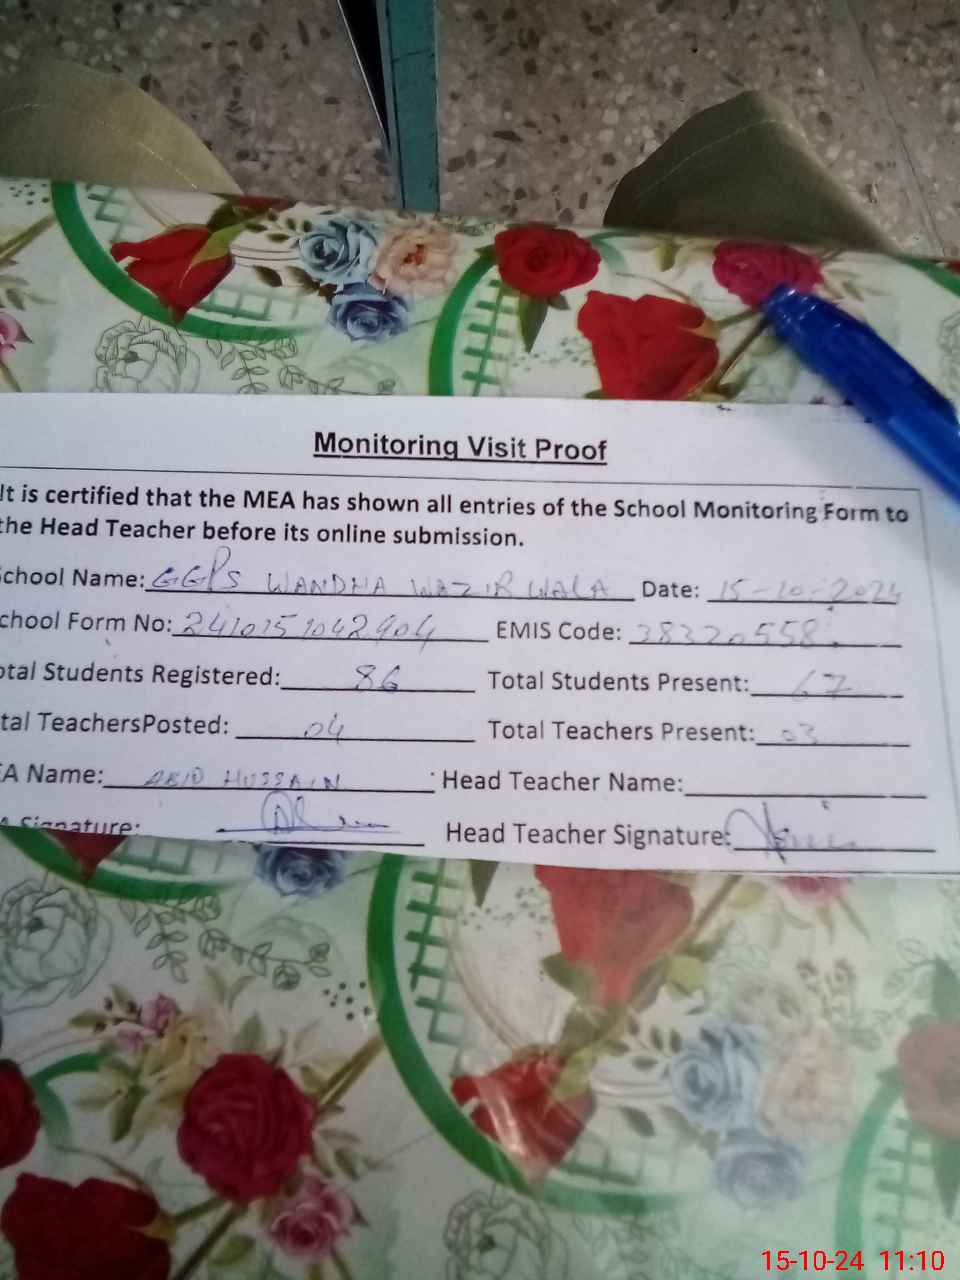 Monitoring Visit Proof
It is certified that the MEA has shown all entries of the School Monitoring Form to
the Head Teacher before its online submission.
chool Name: GGPS WANDHA WAZIR WALA Date: 15-10-2024
chool Form No: 2410151042404 EMIS Code: 38320558
otal Students Registered: 86 Total Students Present: 67
tal TeachersPosted: 04 Total Teachers Present: 03
EA Name: ABID HUSSAIN Head Teacher Name:
A Signature: Head Teacher Signature:
15-10-24 11:10